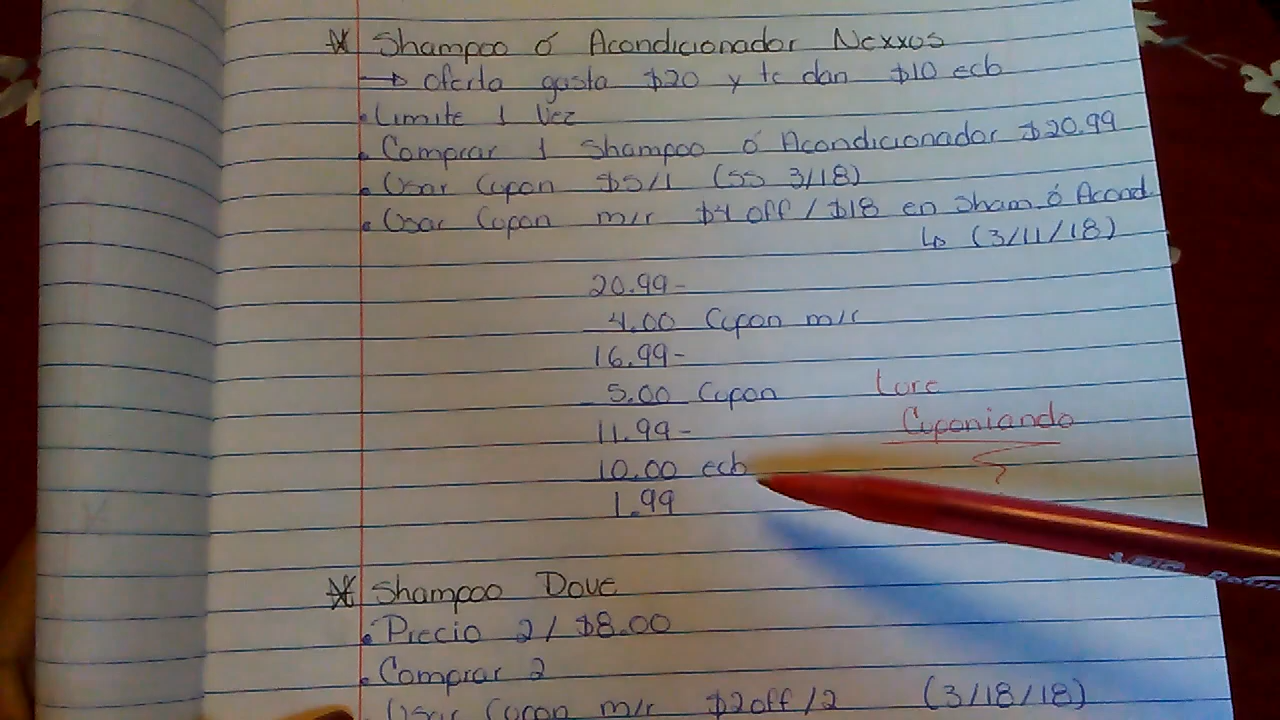 Shampoo ó Acondicionador Nexxos
→ Oferta gasta $20 y te dan $10 ecb
• Limite 1 Vez
• Comprar 1 Shampoo ó Acondicionador $20.99
• Usar Cupon $5/1 (SS 3/18)
• Usar Cupon m/r $4 off / $18 en Sham ó Acond.
↳ (3/11/18)
20.99-
4.00 Cupon m/r
16.99-
5.00 Cupon
Lore
11.99-
Cuponiando
10.00 ecb
1.99
Shampoo Dove
• Precio 2/ $8.00
• Comprar 2
Usar Cupon m/r $2off/2 (3/18/18)